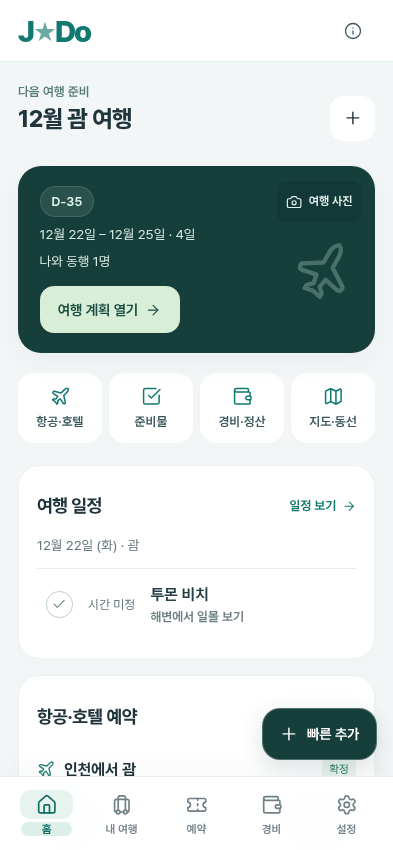 J★Do
다음 여행 준비
12월 괌 여행
D-35
여행 사진
12월 22일 – 12월 25일 · 4일
나와 동행 1명
여행 계획 열기
항공·호텔
준비물
경비·정산
지도·동선
여행 일정
일정 보기
12월 22일 (화) · 괌
시간 미정
투몬 비치
해변에서 일몰 보기
항공·호텔 예약
빠른 추가
인천에서 괌
확정
홈
내 여행
예약
경비
설정